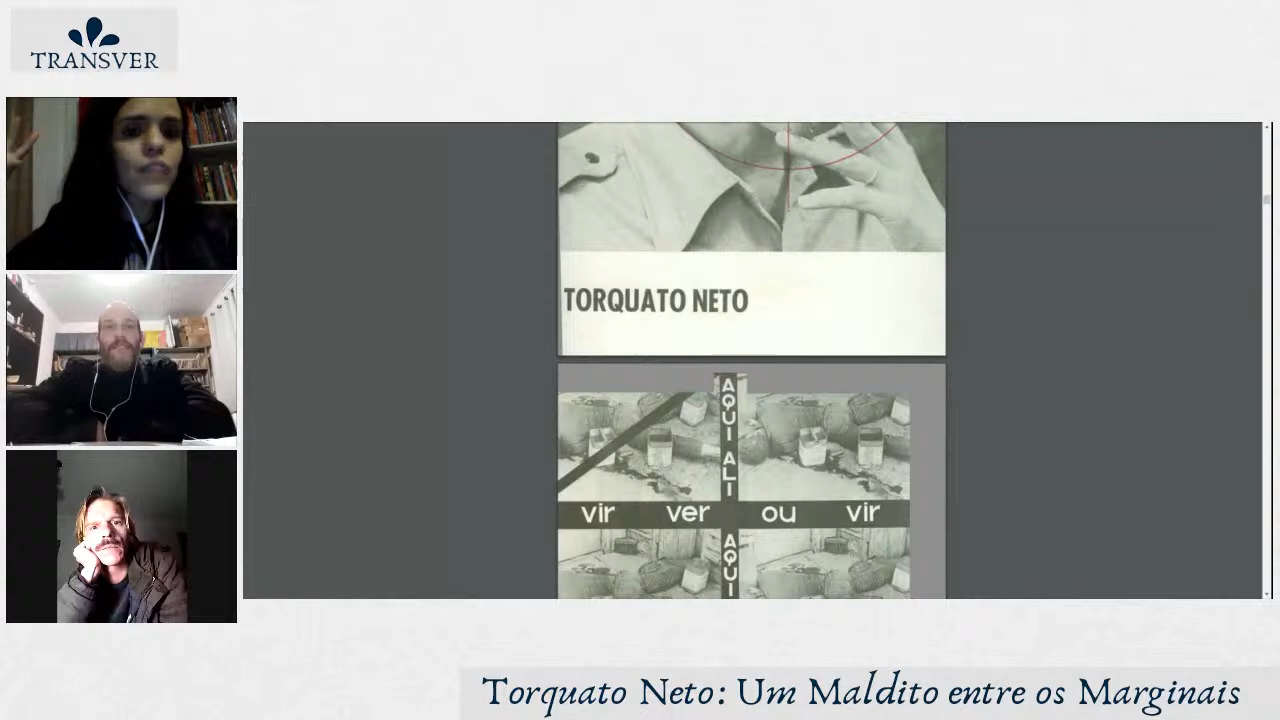 TRANSVER
TORQUATO NETO
AQUI ALI
vir ver ou vir
AQUI
Torquato Neto: Um Maldito entre os Marginais